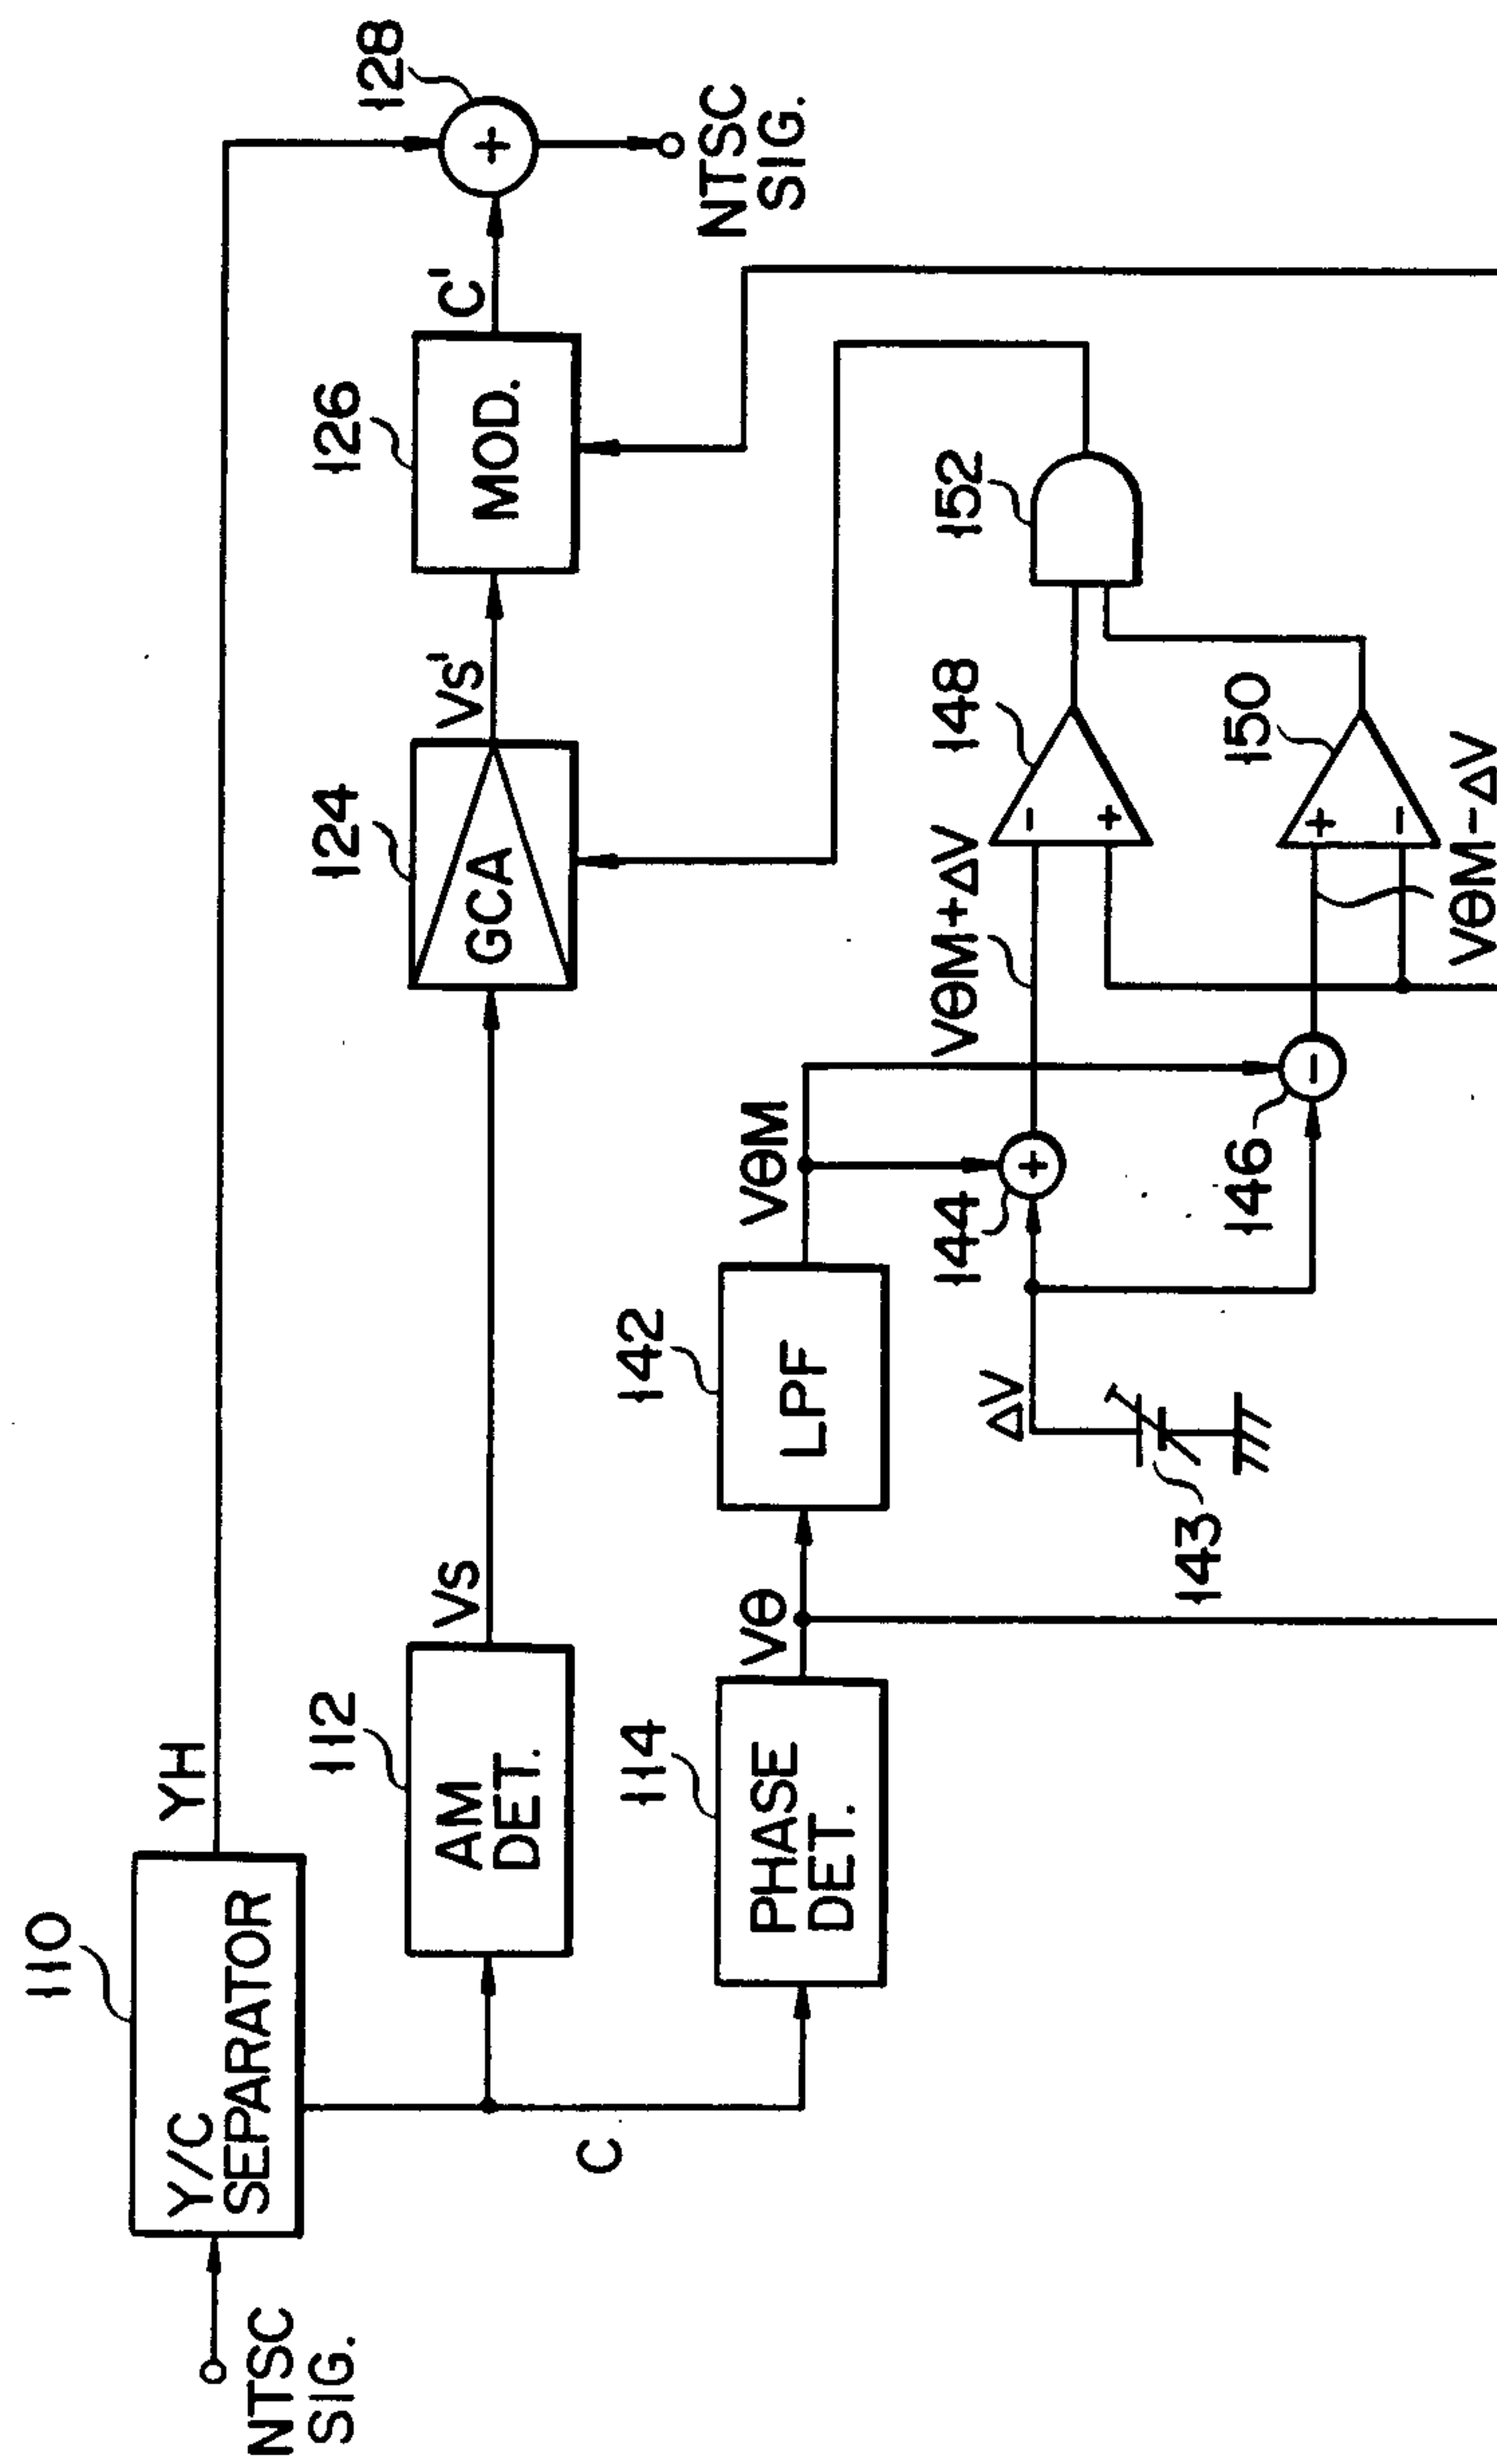 NTSC
SIG.
110
Y/C
SEPARATOR
YH
C
112
AM
DET.
Vs
124
GCA
Vs'
126
MOD.
C'
128
+
NTSC
SIG.
114
PHASE
DET.
Vθ
142
LPF
VθM
ΔV
143
144
+
146
−
VθM+ΔV
148
−
+
150
+
−
VθM−ΔV
152